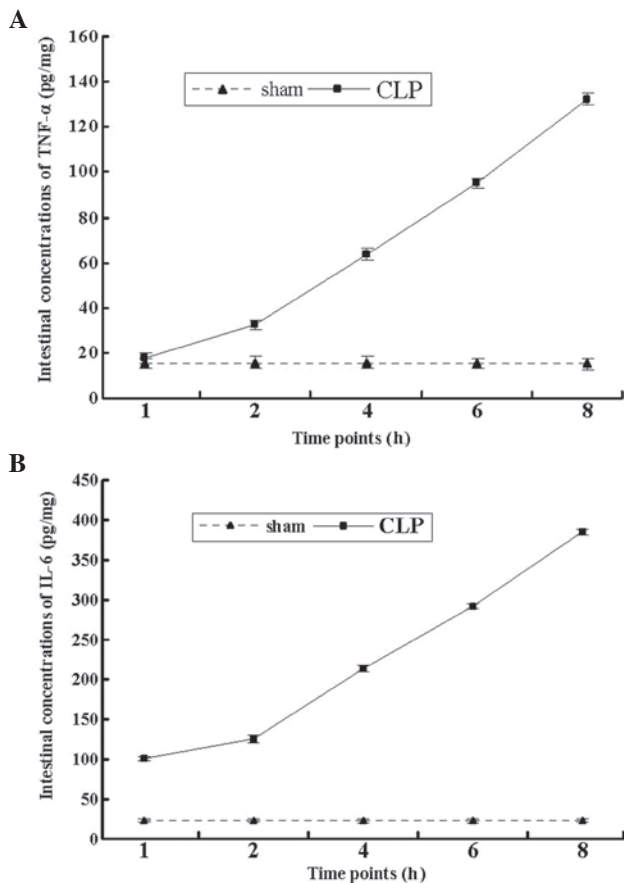 A
Intestinal concentrations of TNF-α (pg/mg)
160
140
120
100
80
60
40
20
0
sham CLP
1 2 4 6 8
Time points (h)
B
Intestinal concentrations of IL-6 (pg/mg)
450
400
350
300
250
200
150
100
50
0
sham CLP
1 2 4 6 8
Time points (h)